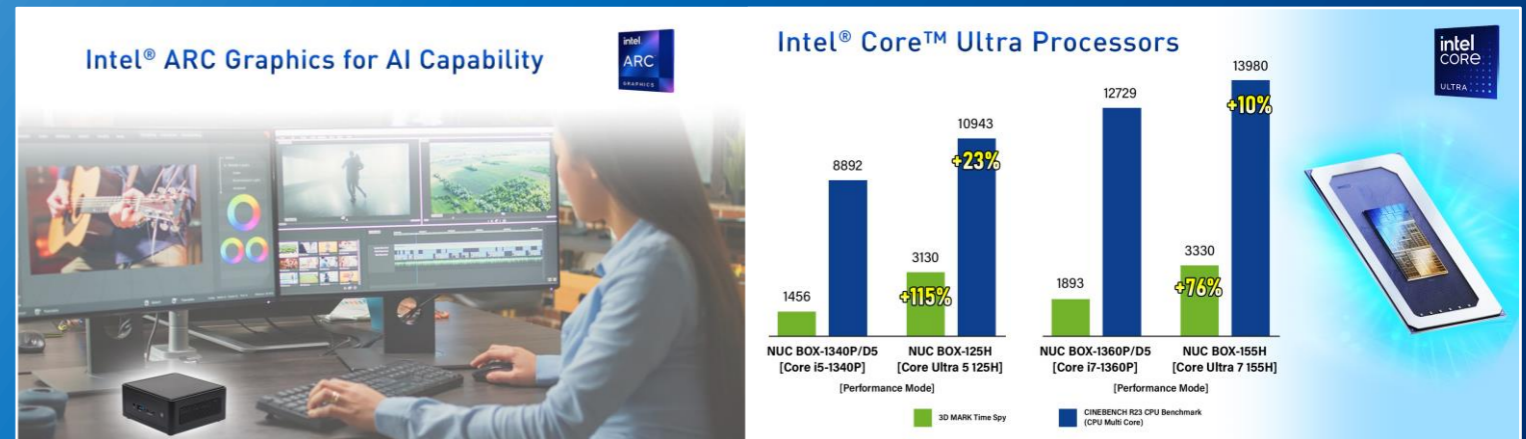 Intel® ARC Graphics for AI Capability
intel
ARC
GRAPHICS
Intel® Core™ Ultra Processors
intel
CORE
ULTRA
1456
8892
3130
+115%
10943
+23%
1893
12729
3330
+76%
13980
+10%
NUC BOX-1340P/D5
[Core i5-1340P]
NUC BOX-125H
[Core Ultra 5 125H]
NUC BOX-1360P/D5
[Core i7-1360P]
NUC BOX-155H
[Core Ultra 7 155H]
[Performance Mode]
[Performance Mode]
3D MARK Time Spy
CINEBENCH R23 CPU Benchmark
(CPU Multi Core)